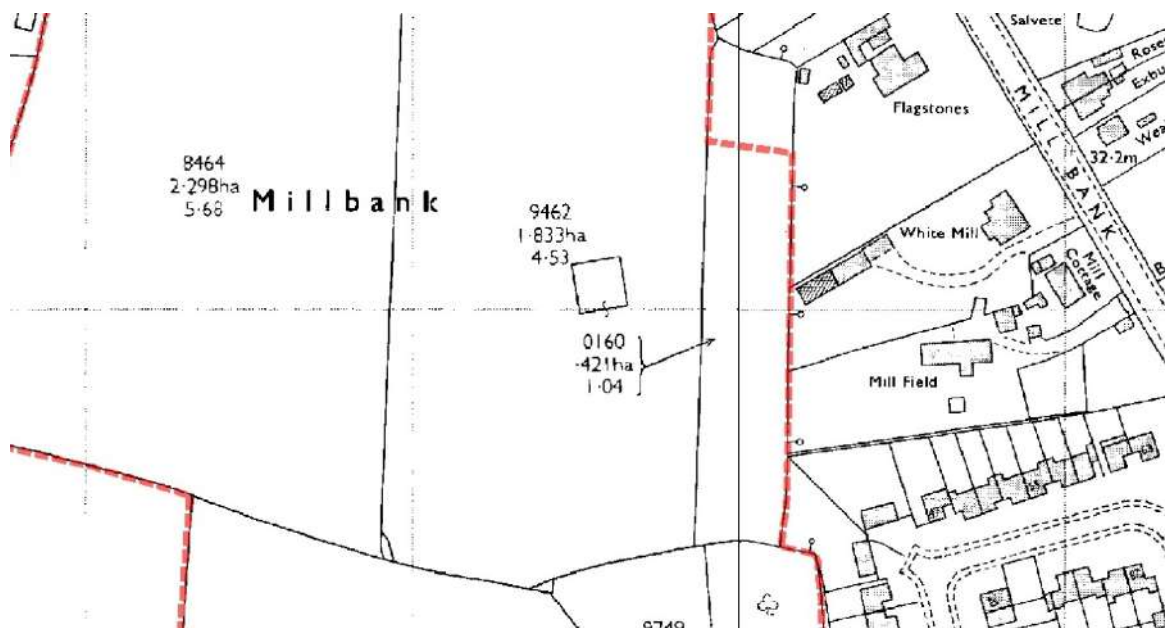 Salvete
Flagstones
MILL BANK
32·2m
8464
2·298ha
5·68
Millbank
9462
1·833ha
4·53
White Mill
Mill
Cottage
0160
·421ha
1·04
Mill Field